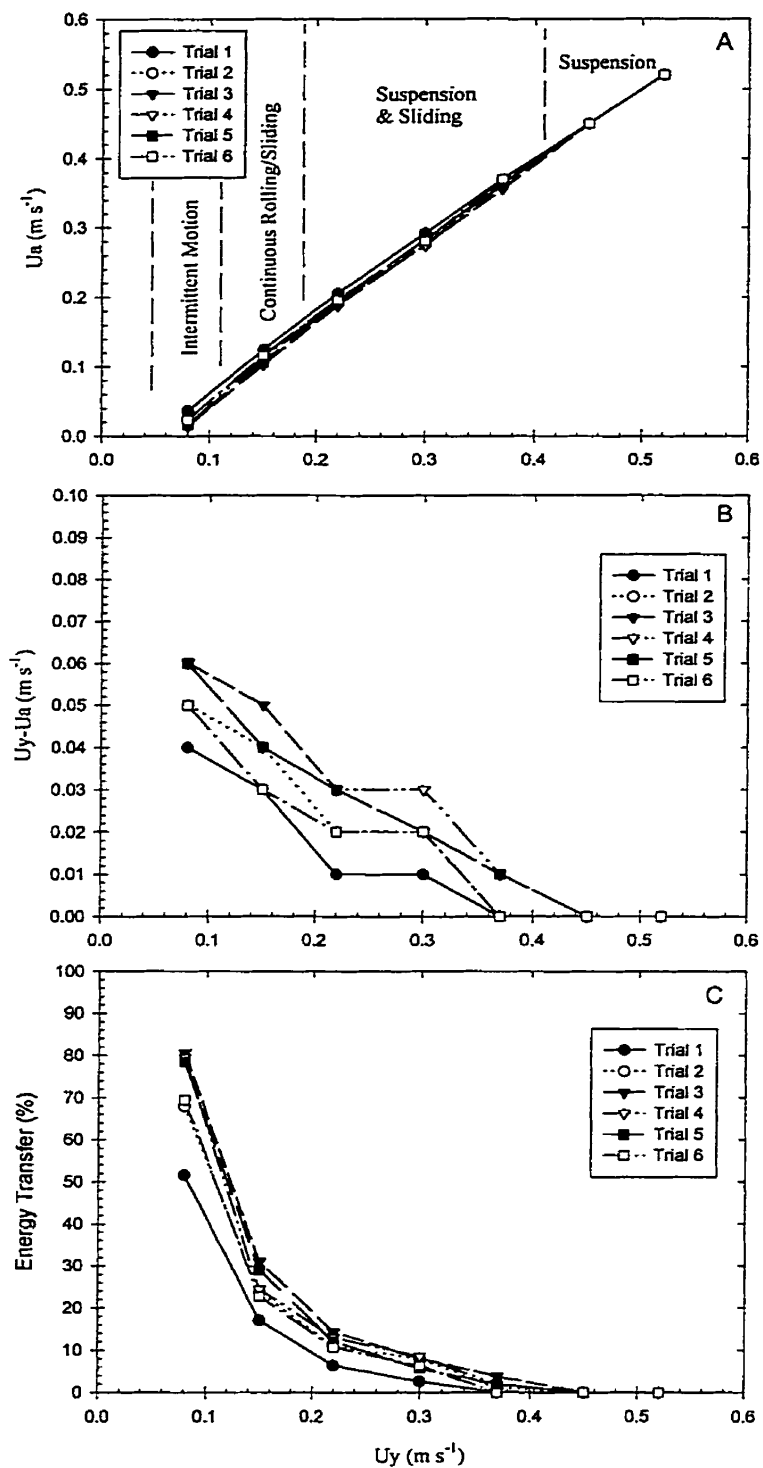 A
Trial 1
Trial 2
Trial 3
Trial 4
Trial 5
Trial 6
Intermittent Motion
Continuous Rolling/Sliding
Suspension
& Sliding
Suspension
0.6
0.5
0.4
0.3
0.2
0.1
0.0
Ua (m s⁻¹)
0.0 0.1 0.2 0.3 0.4 0.5 0.6
B
Trial 1
Trial 2
Trial 3
Trial 4
Trial 5
Trial 6
0.10
0.09
0.08
0.07
0.06
0.05
0.04
0.03
0.02
0.01
0.00
Uy-Ua (m s⁻¹)
0.0 0.1 0.2 0.3 0.4 0.5 0.6
C
Trial 1
Trial 2
Trial 3
Trial 4
Trial 5
Trial 6
100
90
80
70
60
50
40
30
20
10
0
Energy Transfer (%)
0.0 0.1 0.2 0.3 0.4 0.5 0.6
Uy (m s⁻¹)